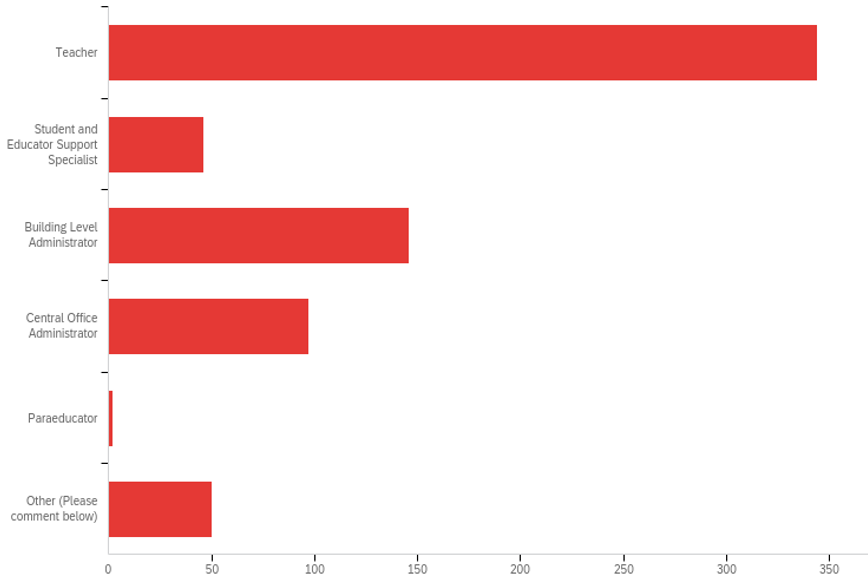 Teacher
Student and
Educator Support
Specialist
Building Level
Administrator
Central Office
Administrator
Paraeducator
Other (Please
comment below)
0 50 100 150 200 250 300 350